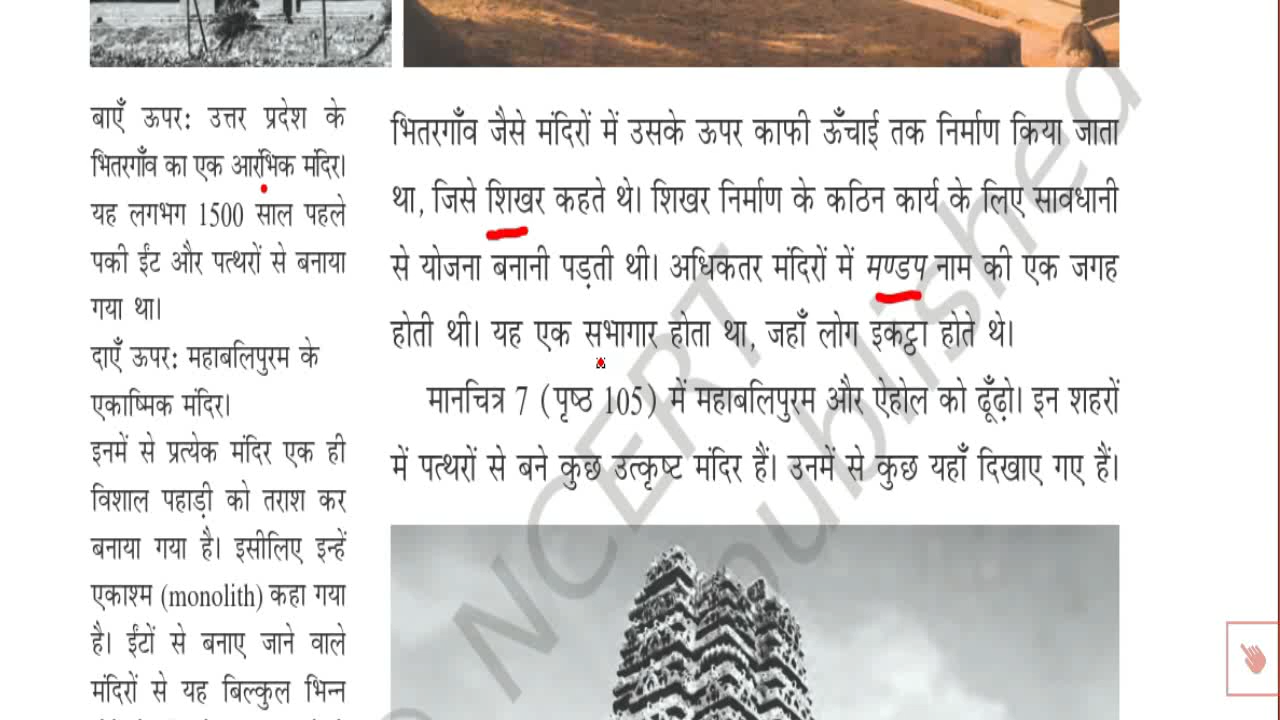 बाएँ ऊपर: उत्तर प्रदेश के
भितरगाँव का एक आरंभिक मंदिर।
यह लगभग 1500 साल पहले
पकी ईंट और पत्थरों से बनाया
गया था।
दाएँ ऊपर: महाबलिपुरम के
एकाष्मिक मंदिर।
इनमें से प्रत्येक मंदिर एक ही
विशाल पहाड़ी को तराश कर
बनाया गया है। इसीलिए इन्हें
एकाश्म (monolith) कहा गया
है। ईंटों से बनाए जाने वाले
मंदिरों से यह बिल्कुल भिन्न
भितरगाँव जैसे मंदिरों में उसके ऊपर काफी ऊँचाई तक निर्माण किया जाता
था, जिसे शिखर कहते थे। शिखर निर्माण के कठिन कार्य के लिए सावधानी
से योजना बनानी पड़ती थी। अधिकतर मंदिरों में मण्डप नाम की एक जगह
होती थी। यह एक सभागार होता था, जहाँ लोग इकट्ठा होते थे।
मानचित्र 7 (पृष्ठ 105) में महाबलिपुरम और ऐहोल को ढूँढ़ो। इन शहरों
में पत्थरों से बने कुछ उत्कृष्ट मंदिर हैं। उनमें से कुछ यहाँ दिखाए गए हैं।
NCERT
published